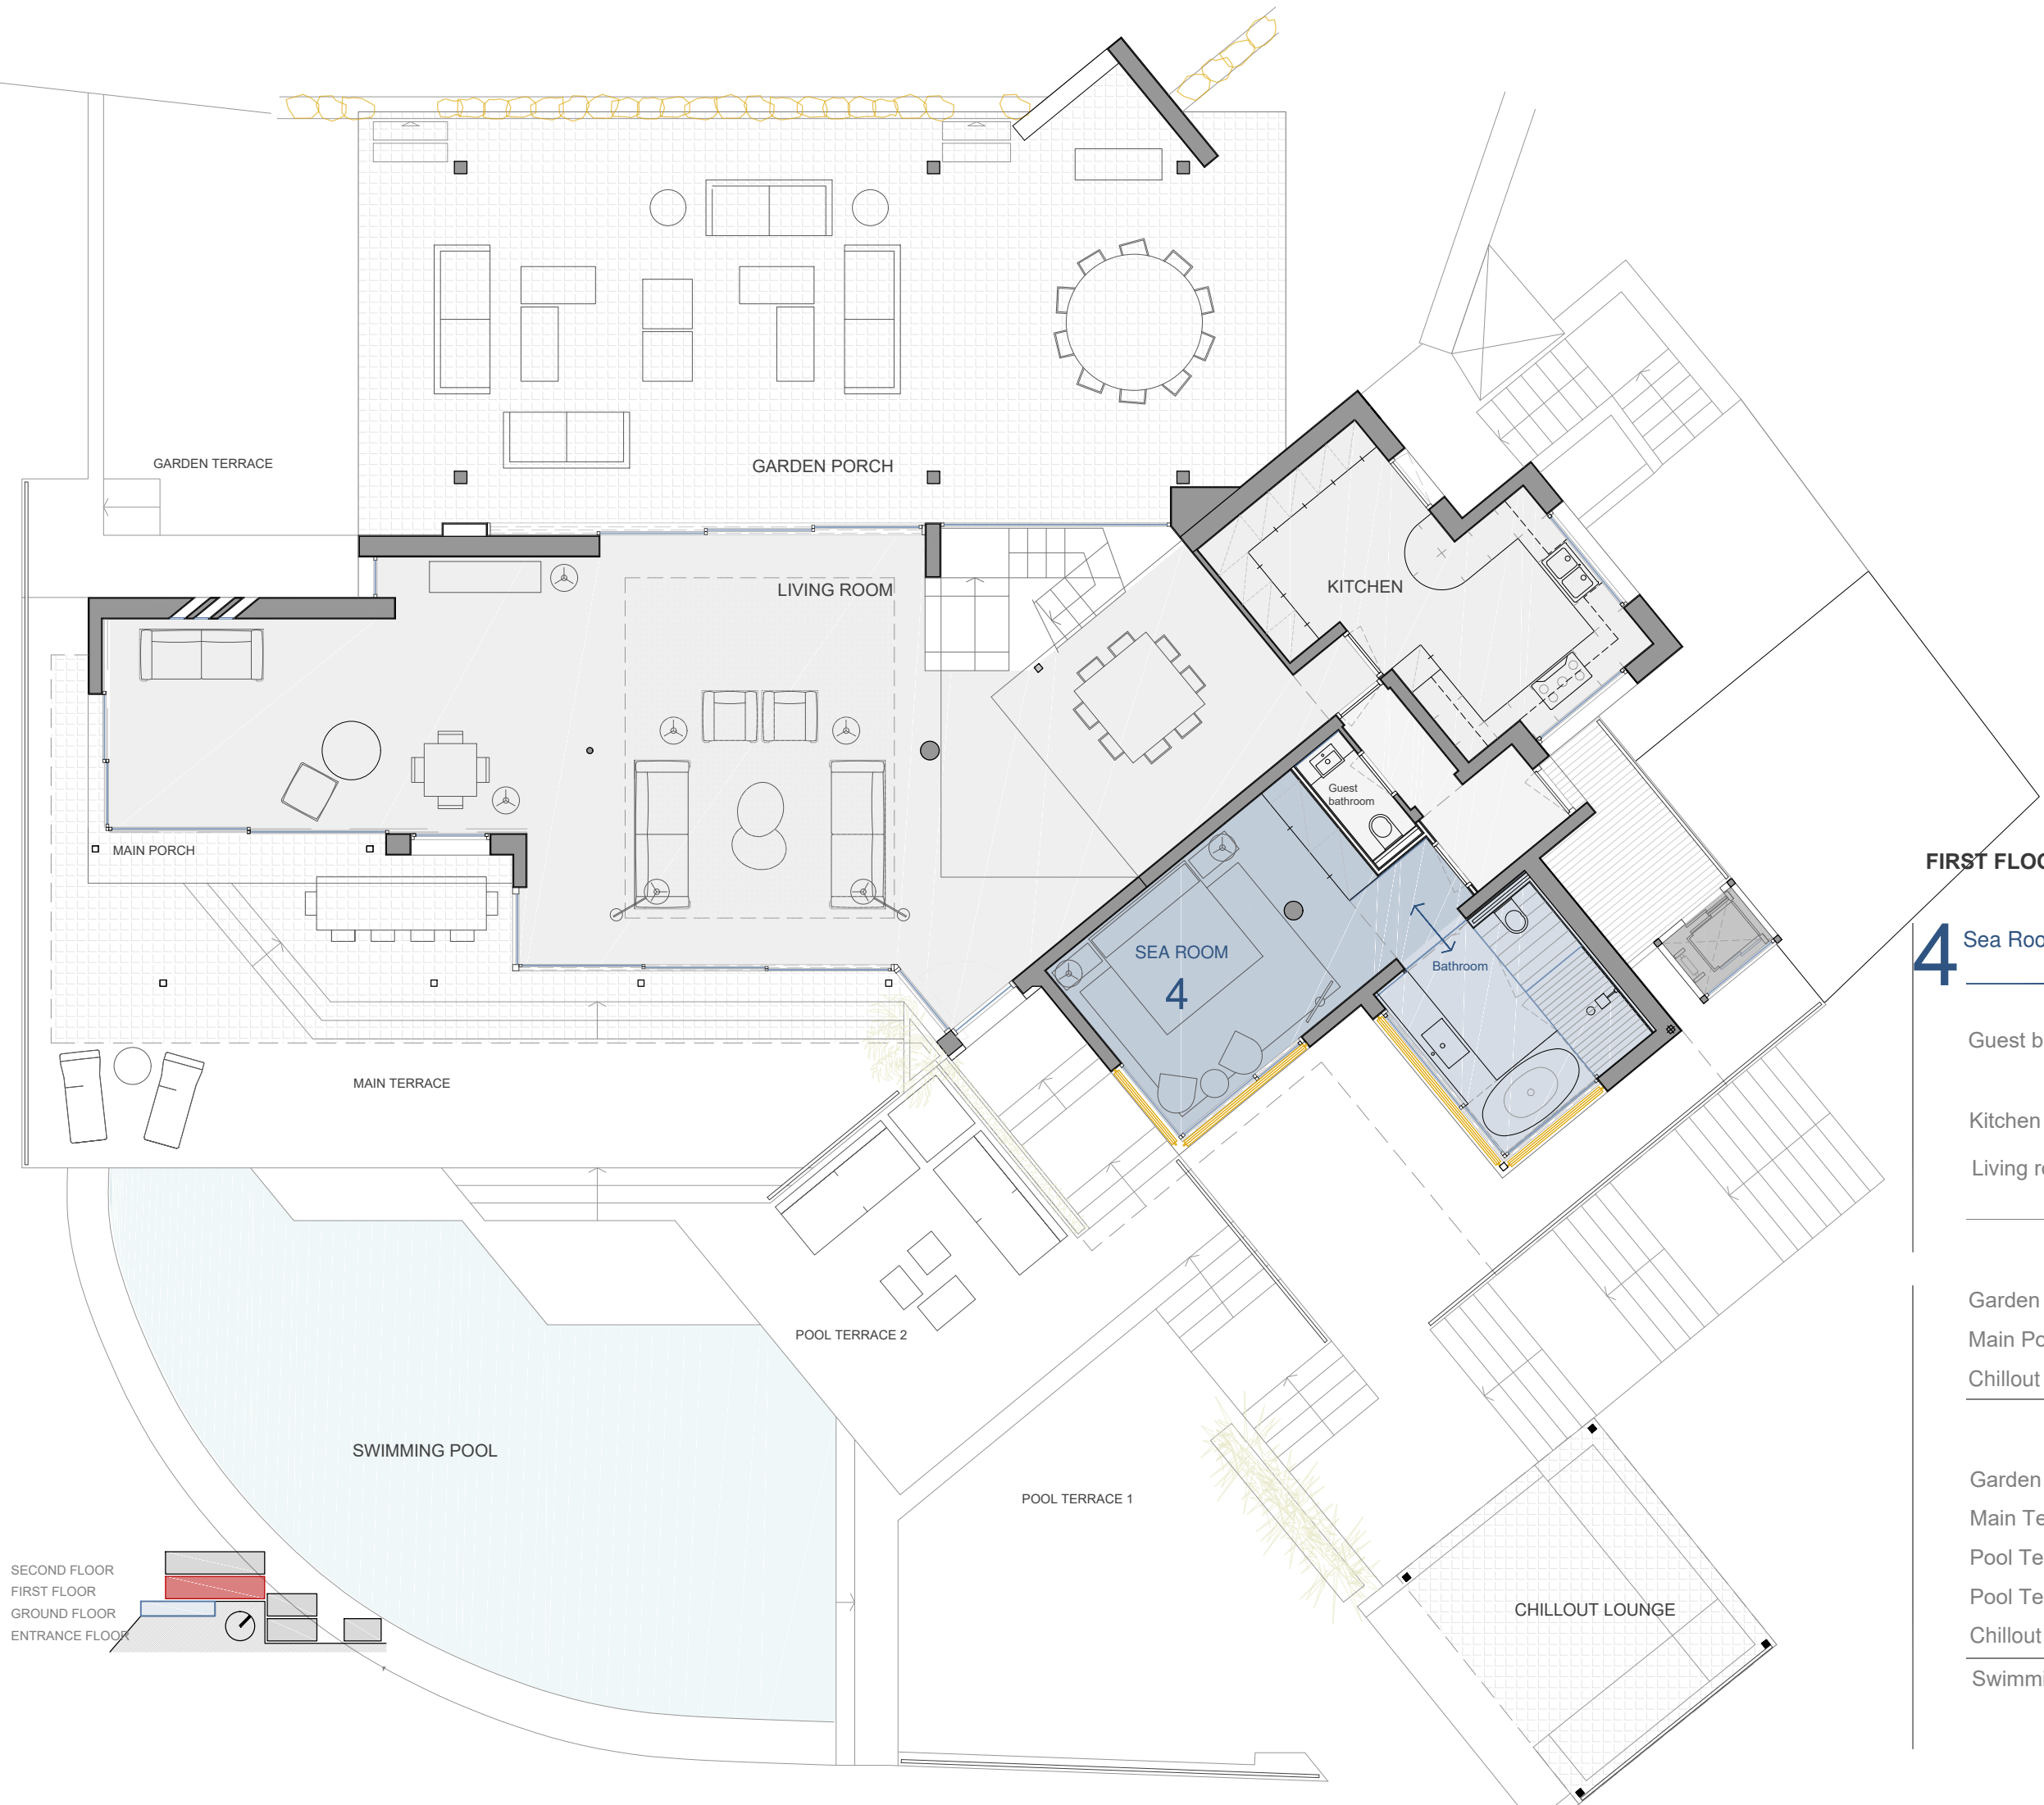 GARDEN TERRACE
GARDEN PORCH
LIVING ROOM
KITCHEN
Guest
bathroom
MAIN PORCH
SEA ROOM
4
Bathroom
MAIN TERRACE
POOL TERRACE 2
SWIMMING POOL
POOL TERRACE 1
CHILLOUT LOUNGE
SECOND FLOOR
FIRST FLOOR
GROUND FLOOR
ENTRANCE FLOOR
FIRST FLOO
4 Sea Roo
Guest b
Kitchen
Living r
Garden
Main Po
Chillout
Garden
Main Te
Pool Te
Pool Te
Chillout
Swimmi